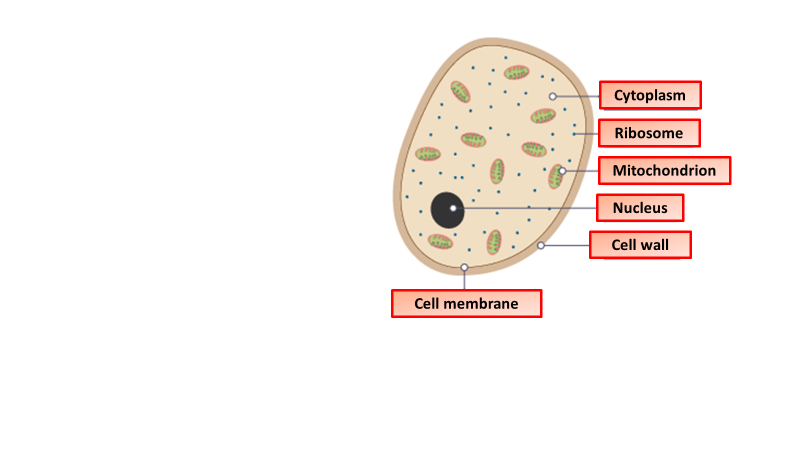 Cytoplasm
Ribosome
Mitochondrion
Nucleus
Cell wall
Cell membrane